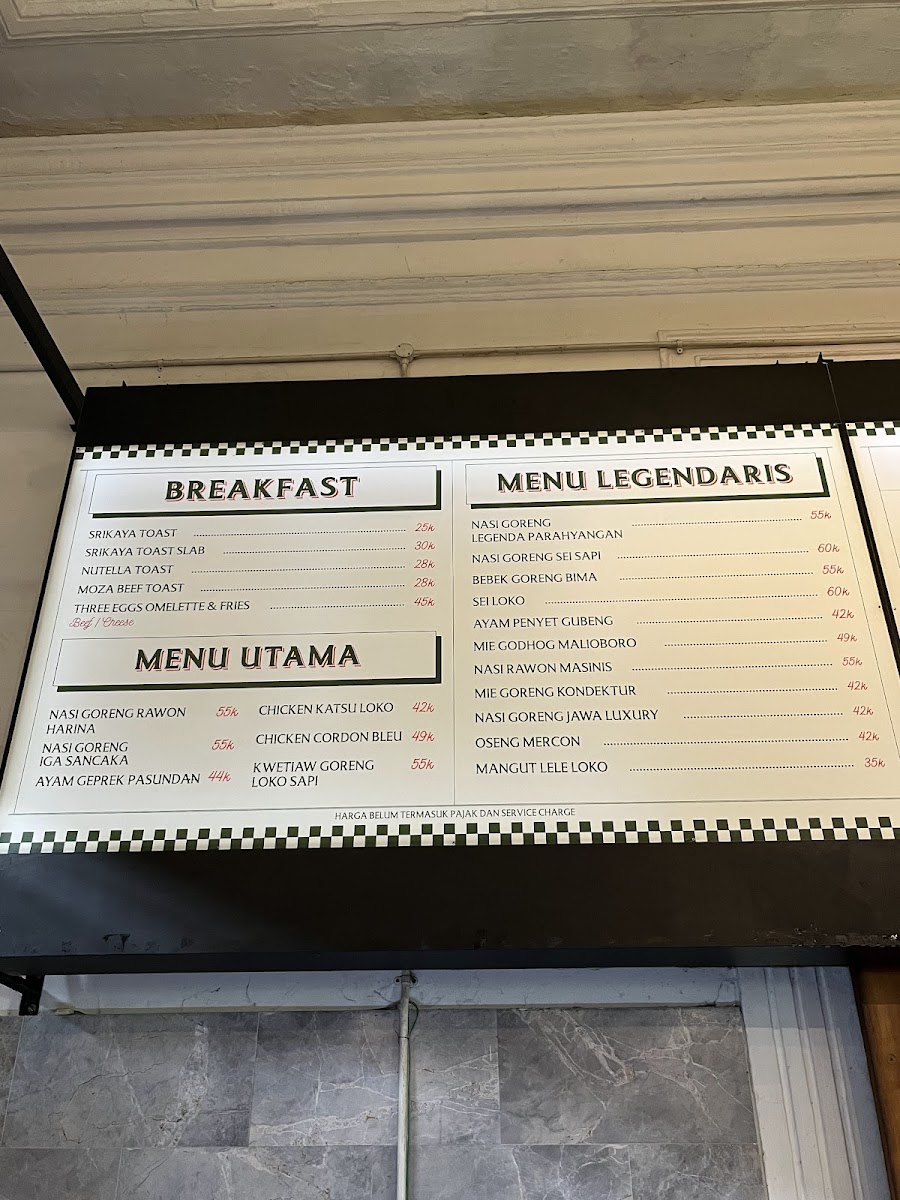 BREAKFAST
SRIKAYA TOAST 25k
SRIKAYA TOAST SLAB 30k
NUTELLA TOAST 28k
MOZA BEEF TOAST 28k
THREE EGGS OMELETTE & FRIES 45k
Beef / Cheese
MENU UTAMA
NASI GORENG RAWON 55k
HARINA
NASI GORENG 55k
IGA SANCAKA
AYAM GEPREK PASUNDAN 44k
CHICKEN KATSU LOKO 42k
CHICKEN CORDON BLEU 49k
KWETIAW GORENG 55k
LOKO SAPI
MENU LEGENDARIS
NASI GORENG 55k
LEGENDA PARAHYANGAN
NASI GORENG SEI SAPI 60k
BEBEK GORENG BIMA 55k
SEI LOKO 60k
AYAM PENYET GUBENG 42k
MIE GODHOG MALIOBORO 49k
NASI RAWON MASINIS 55k
MIE GORENG KONDEKTUR 42k
NASI GORENG JAWA LUXURY 42k
OSENG MERCON 42k
MANGUT LELE LOKO 35k
HARGA BELUM TERMASUK PAJAK DAN SERVICE CHARGE